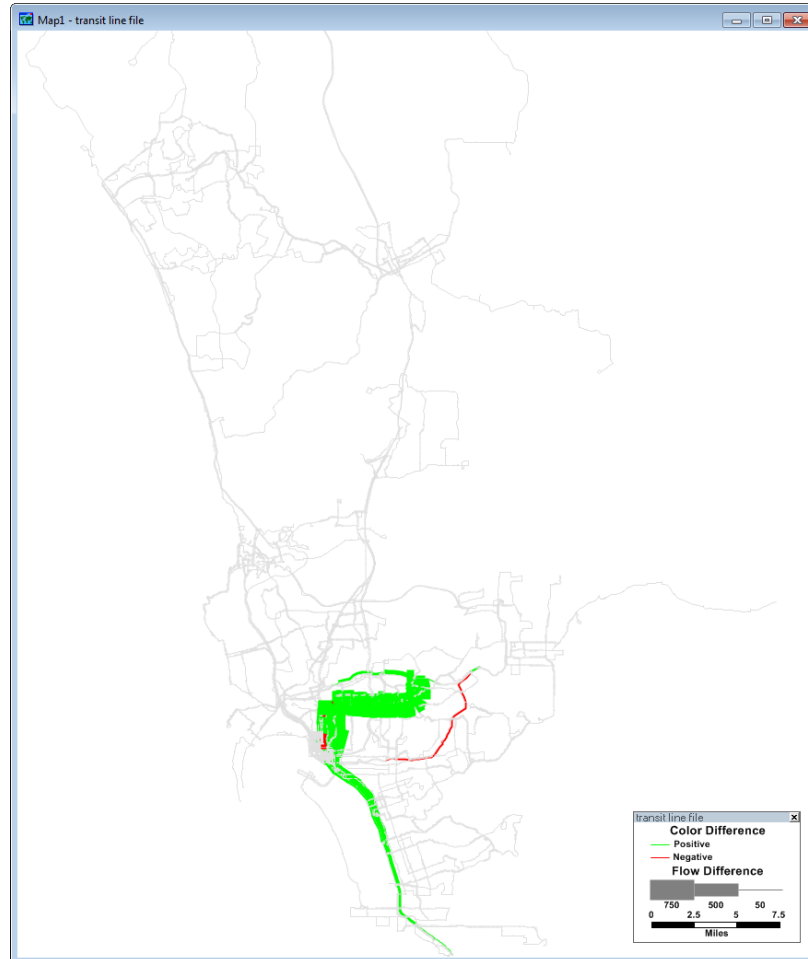 Map1 - transit line file
transit line file
Color Difference
Positive
Negative
Flow Difference
750 500 50
0 2.5 5 7.5
Miles